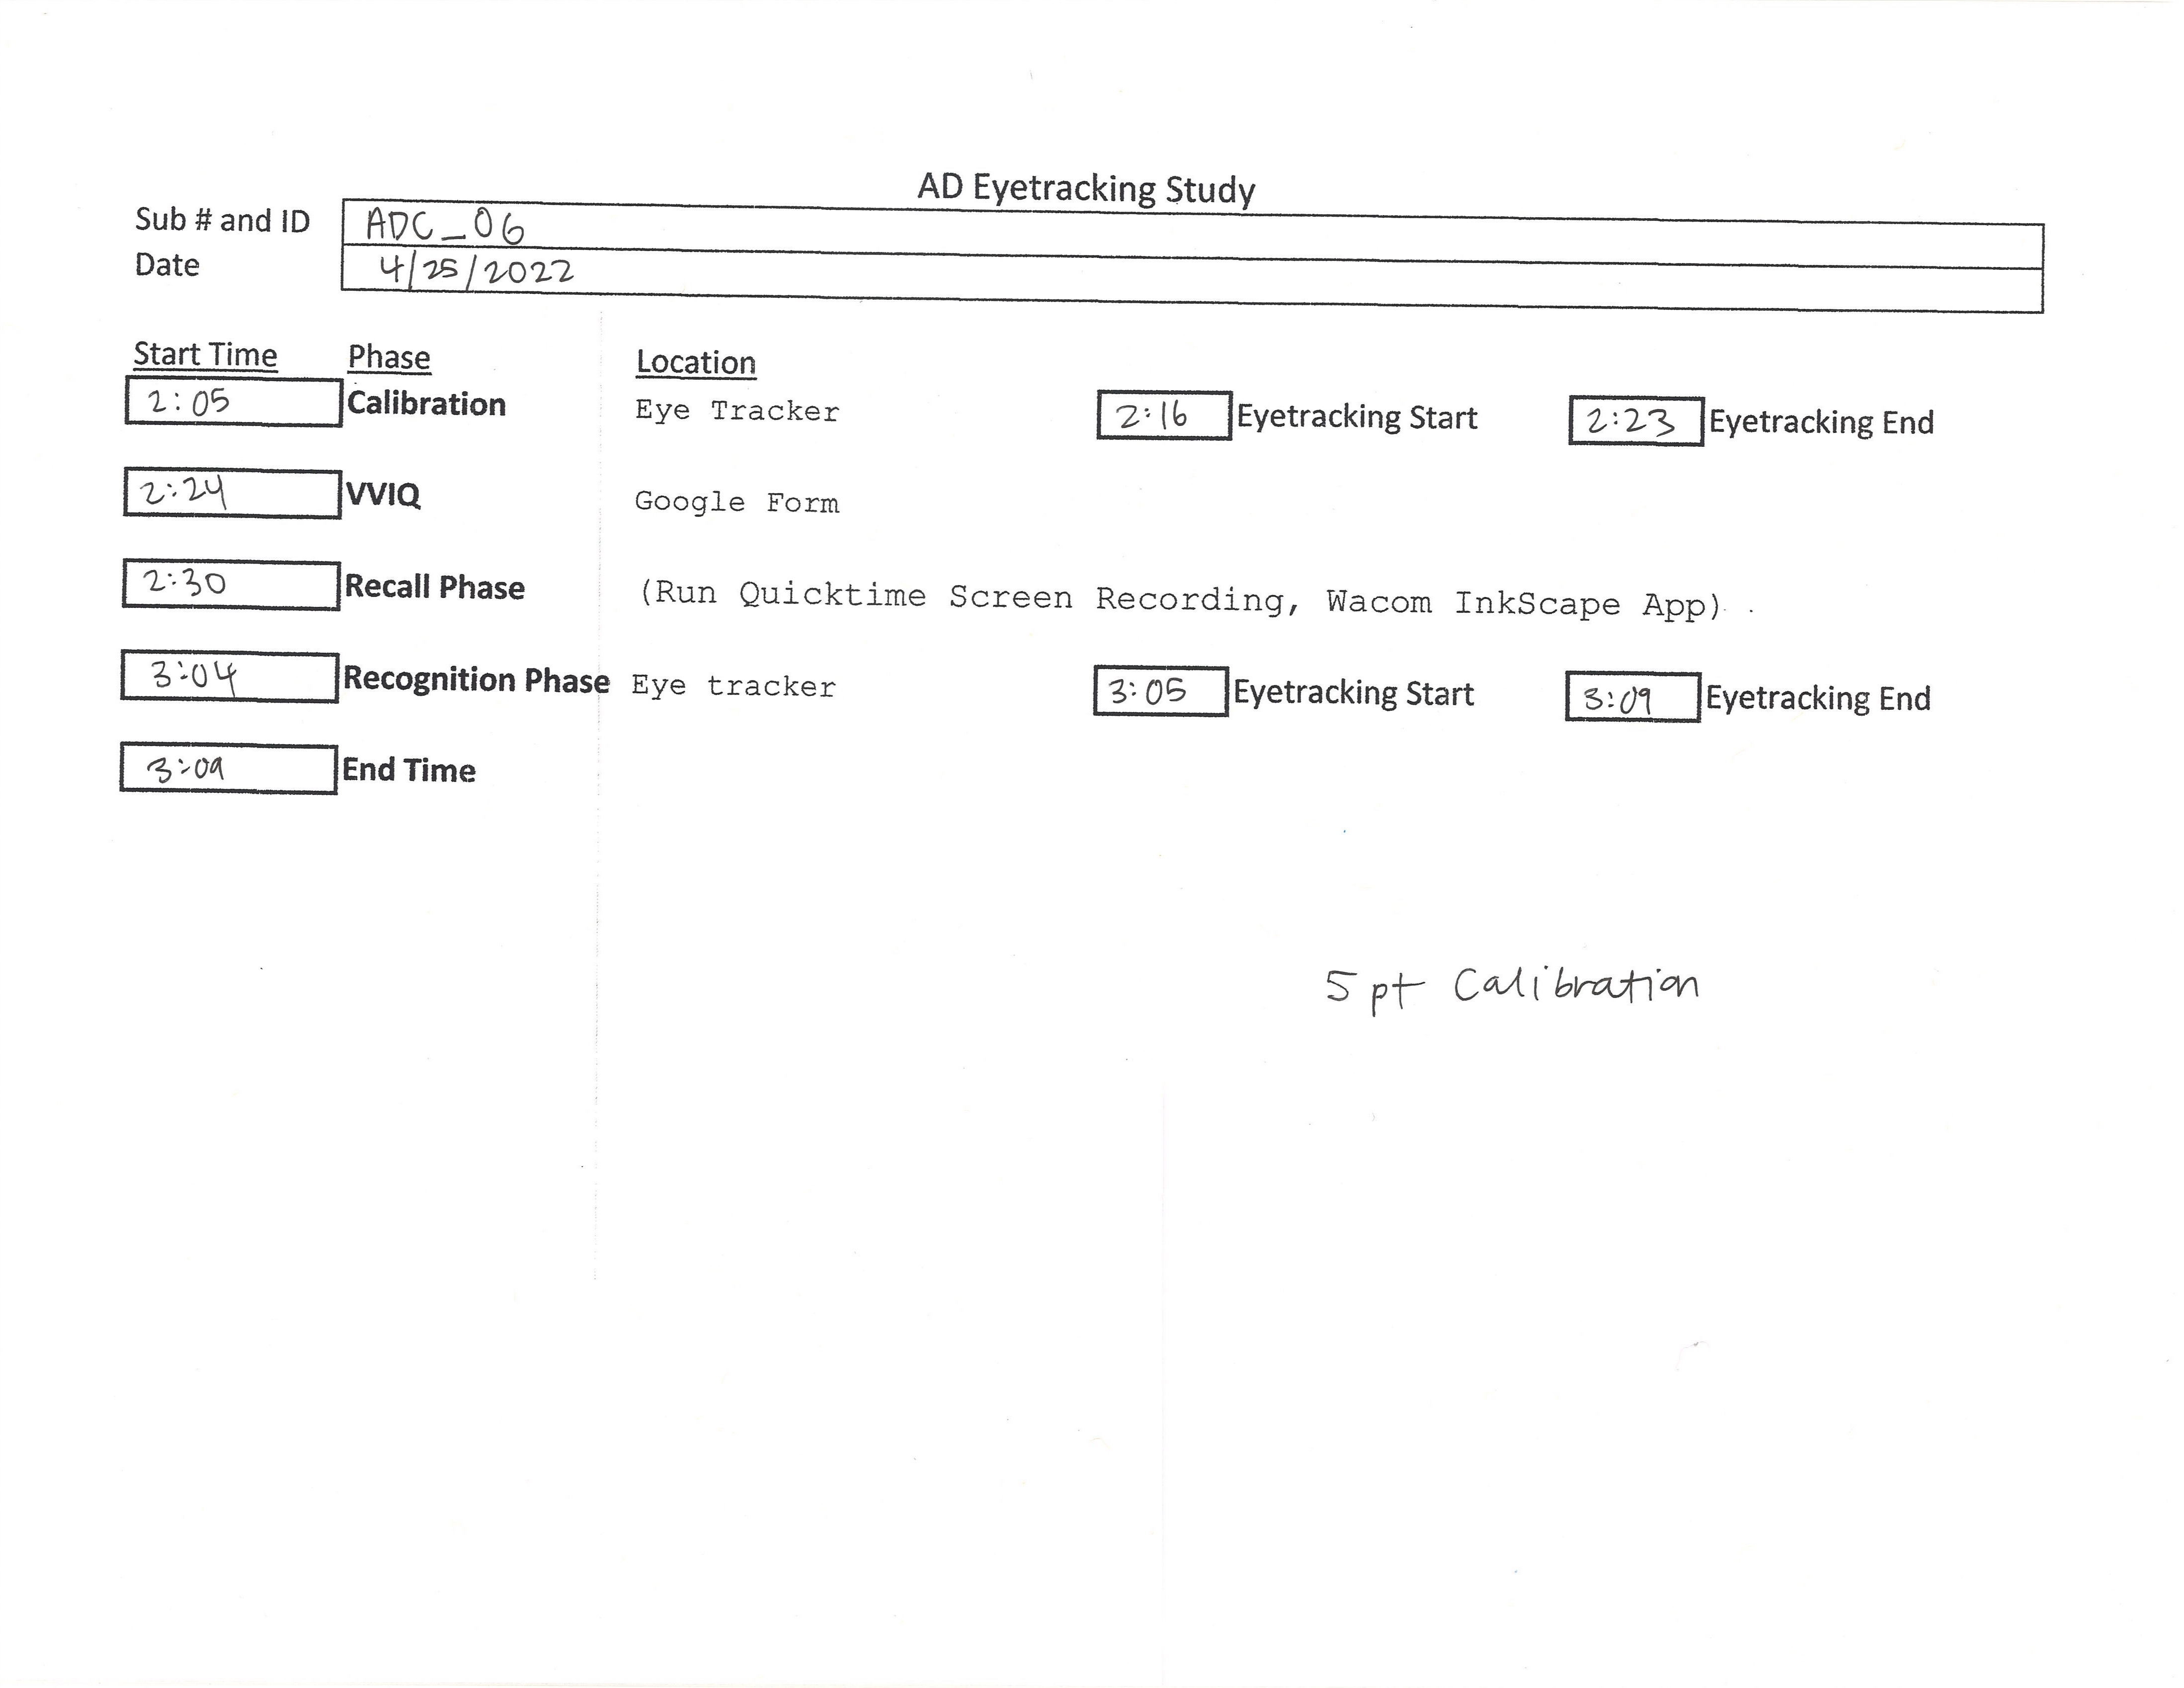 AD Eyetracking Study
Sub # and ID ADC_06
Date 4/25/2022
Start Time Phase Location
2:05 Calibration Eye Tracker 2:16 Eyetracking Start 2:23 Eyetracking End
2:24 VVIQ Google Form
2:30 Recall Phase (Run Quicktime Screen Recording, Wacom InkScape App).
3:04 Recognition Phase Eye tracker 3:05 Eyetracking Start 3:09 Eyetracking End
3:09 End Time
5 pt Calibration